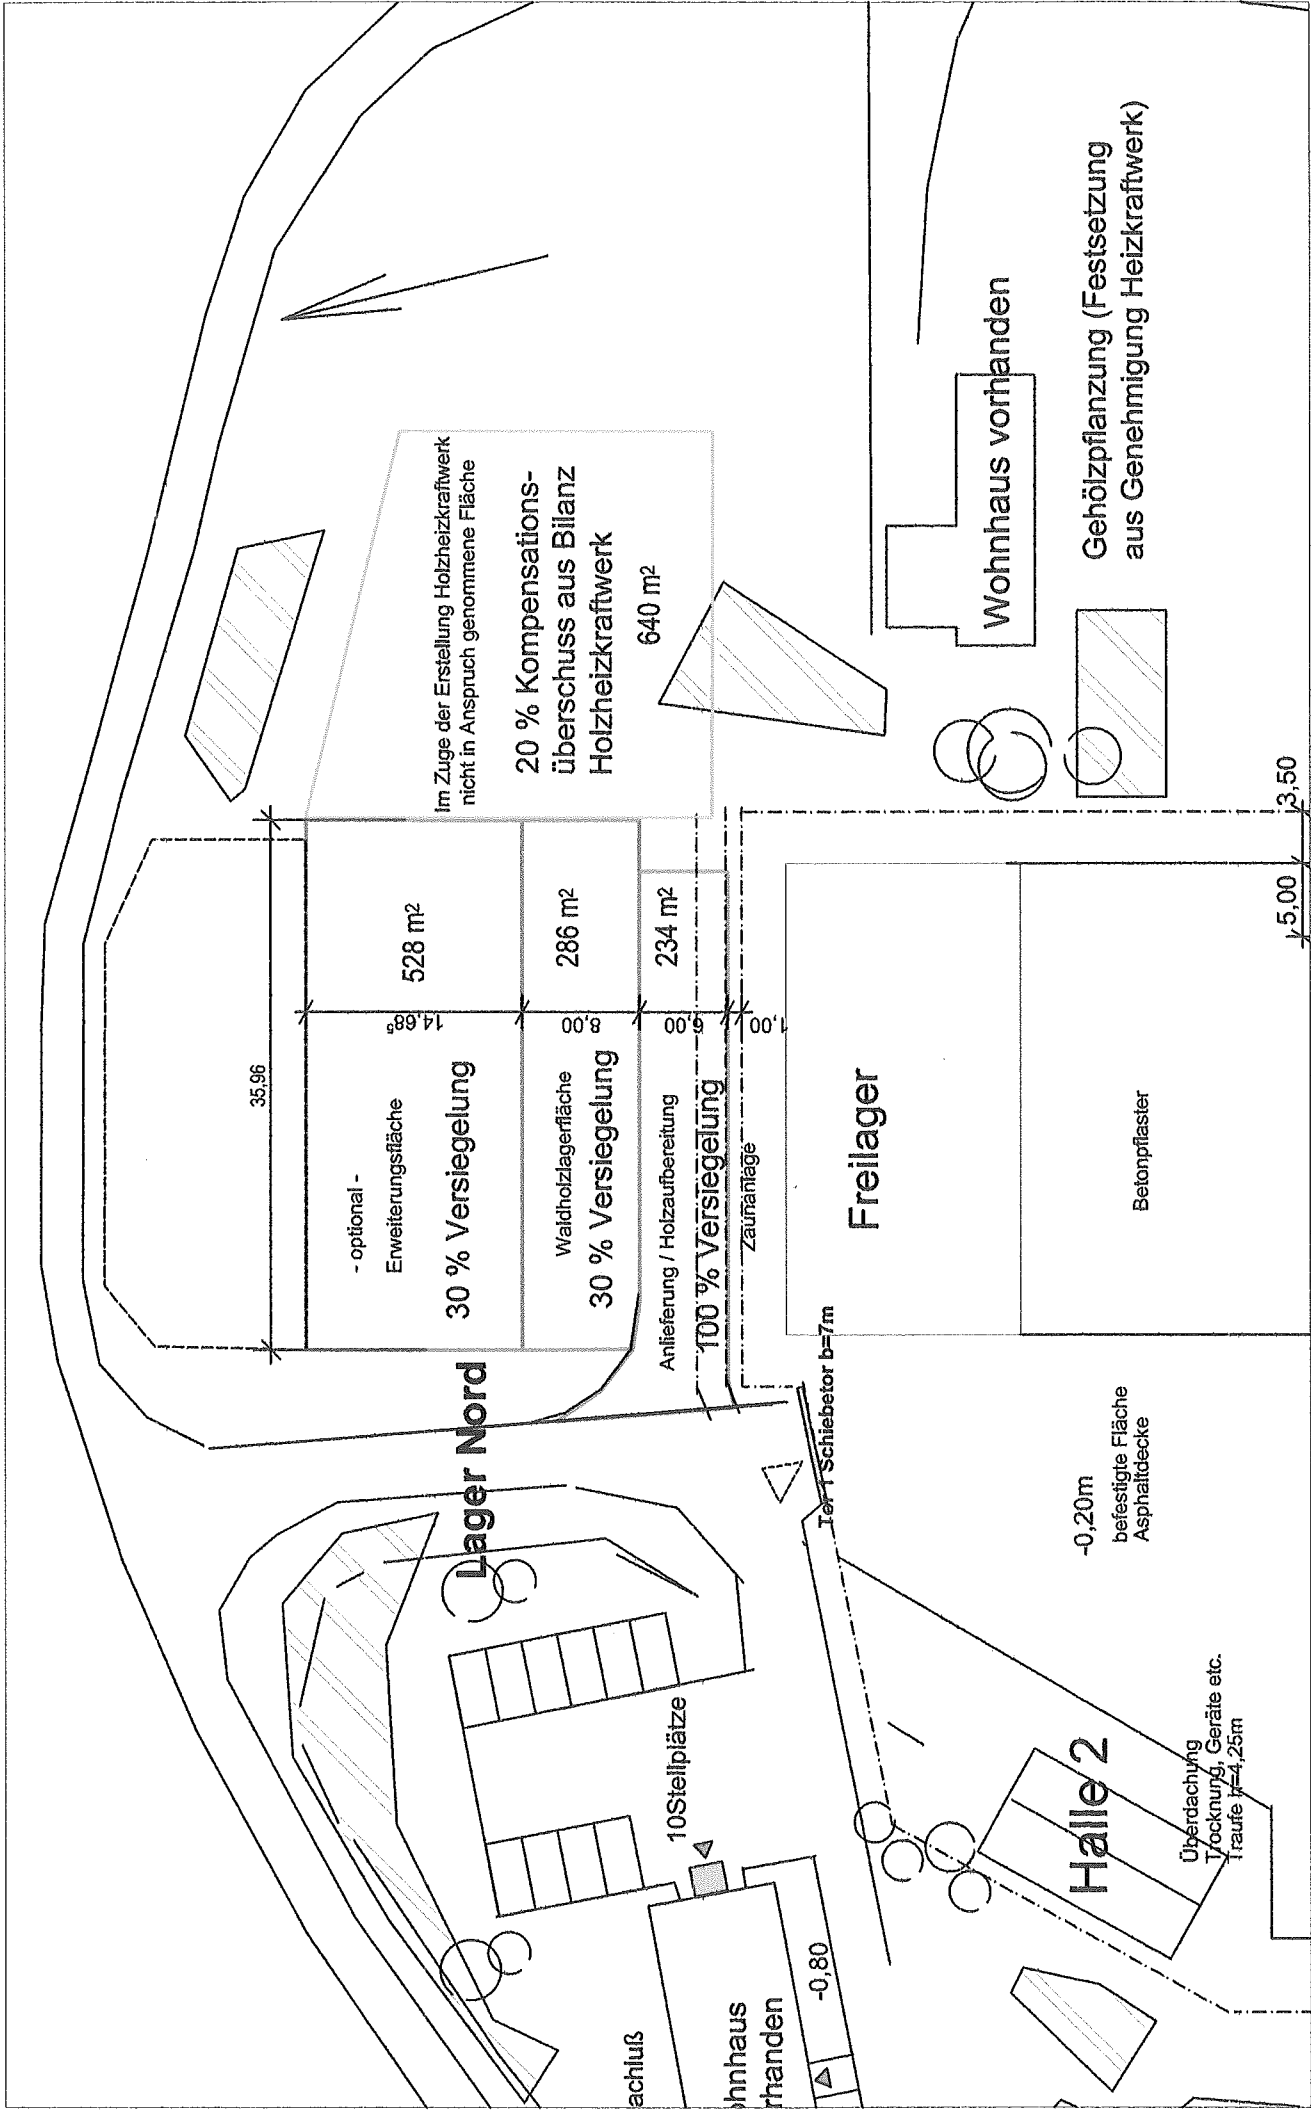 35,96
- optional -
Erweiterungsfläche
30 % Versiegelung
14,68⁵
528 m²
Waldholzlagerfläche
30 % Versiegelung
8,00
286 m²
Anlieferung / Holzaufbereitung
100 % Versiegelung
6,00
234 m²
Zaunanlage
1,00
Im Zuge der Erstellung Holzheizkraftwerk
nicht in Anspruch genommene Fläche
20 % Kompensations-
überschuss aus Bilanz
Holzheizkraftwerk
640 m²
Lager Nord
10Stellplätze
achluß
ohnhaus
rhanden
-0,80
Tor 1 Schiebetor b=7m
Freilager
Betonpflaster
-0,20m
befestigte Fläche
Asphaltdecke
Halle 2
Überdachung
Trocknung, Geräte etc.
Traufe h=4,25m
Wohnhaus vorhanden
Gehölzpflanzung (Festsetzung
aus Genehmigung Heizkraftwerk)
5,00
3,50